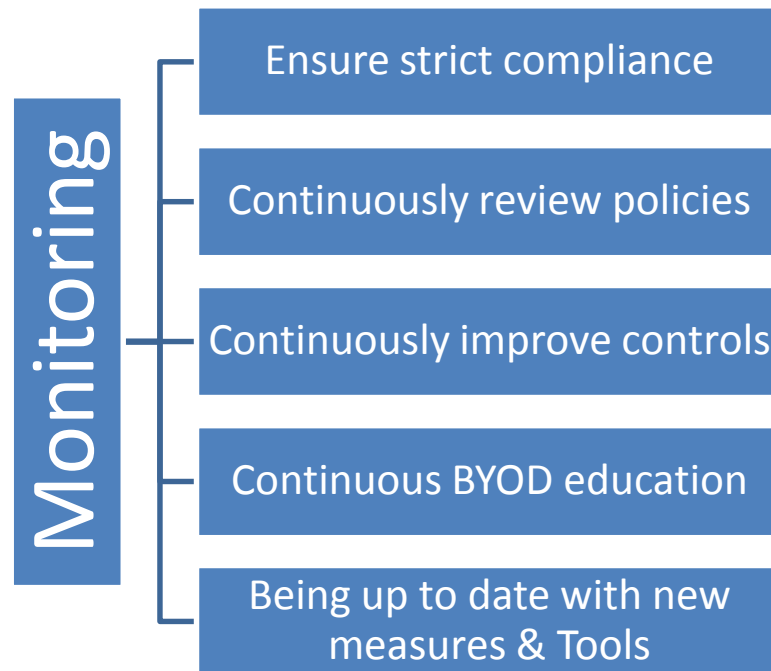 Monitoring
Ensure strict compliance
Continuously review policies
Continuously improve controls
Continuous BYOD education
Being up to date with new
measures & Tools